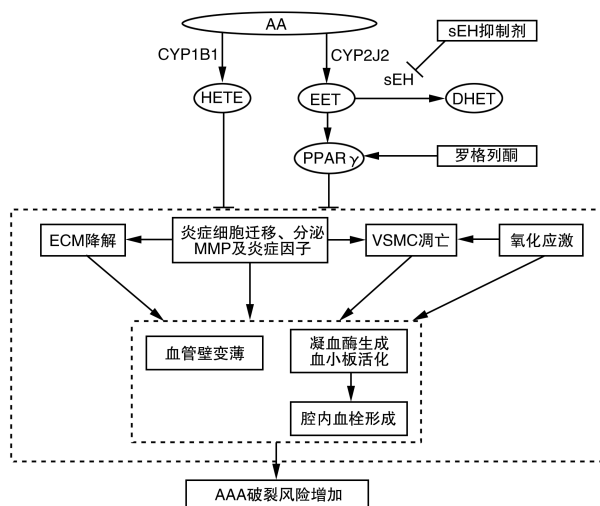 AA
sEH抑制剂
CYP1B1
CYP2J2
sEH
HETE
EET
DHET
PPAR γ
罗格列酮
ECM降解
炎症细胞迁移、分泌
MMP及炎症因子
VSMC凋亡
氧化应激
血管壁变薄
凝血酶生成
血小板活化
腔内血栓形成
AAA破裂风险增加